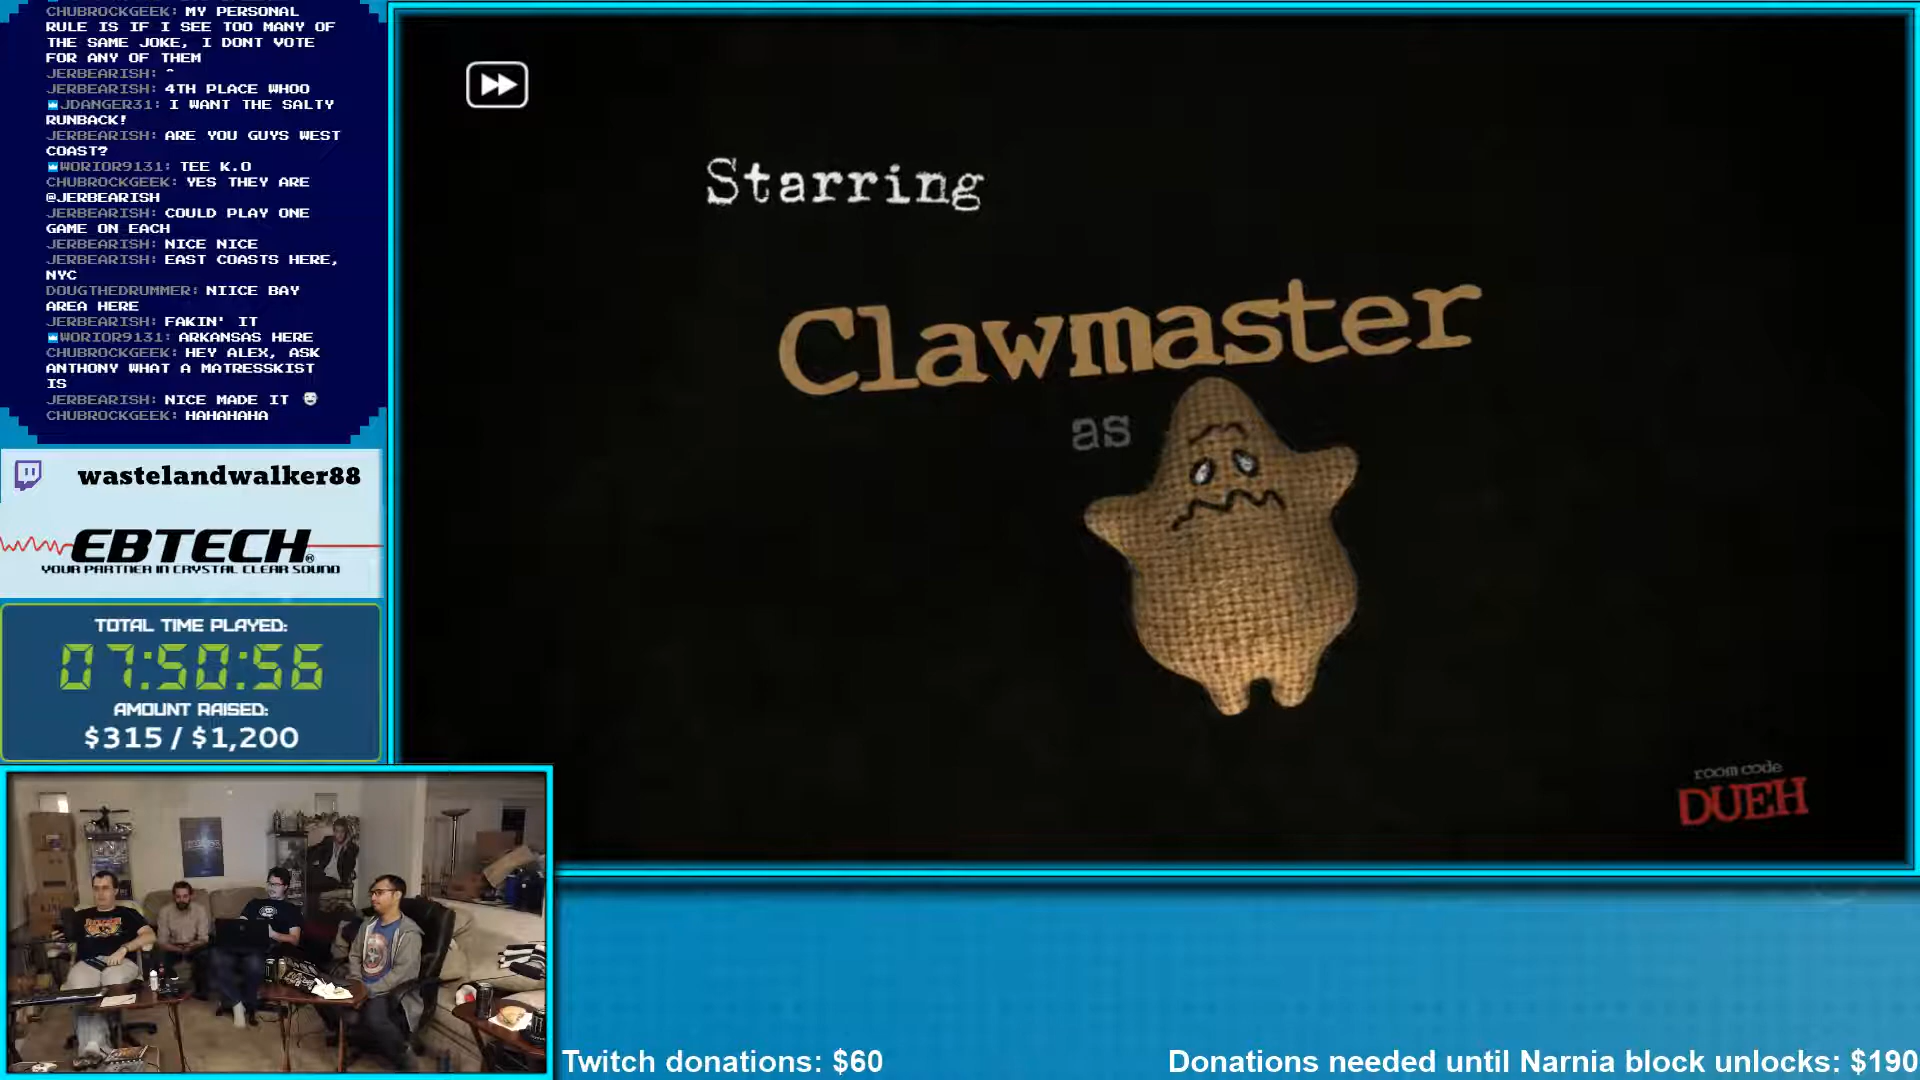 CHUBROCKGEEK: MY PERSONAL
RULE IS IF I SEE TOO MANY OF
THE SAME JOKE, I DONT VOTE
FOR ANY OF THEM
JERBEARISH: ^
JERBEARISH: 4TH PLACE WHOO
JDANGER31: I WANT THE SALTY
RUNBACK!
JERBEARISH: ARE YOU GUYS WEST
COAST?
WORIOR9131: TEE K.O
CHUBROCKGEEK: YES THEY ARE
@JERBEARISH
JERBEARISH: COULD PLAY ONE
GAME ON EACH
JERBEARISH: NICE NICE
JERBEARISH: EAST COASTS HERE,
NYC
DOUGTHEDRUMMER: NIICE BAY
AREA HERE
JERBEARISH: FAKIN' IT
WORIOR9131: ARKANSAS HERE
CHUBROCKGEEK: HEY ALEX, ASK
ANTHONY WHAT A MATRESSKIST
IS
JERBEARISH: NICE MADE IT
CHUBROCKGEEK: HAHAHAHA
wastelandwalker88
EBTECH®
YOUR PARTNER IN CRYSTAL CLEAR SOUND
TOTAL TIME PLAYED:
07:50:56
AMOUNT RAISED:
$315 / $1,200
Starring
Clawmaster
as
room code
DUEH
Twitch donations: $60
Donations needed until Narnia block unlocks: $190